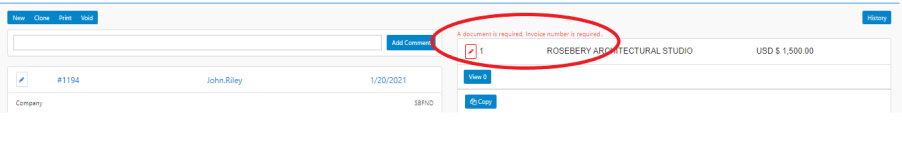 New Clone Print Void
History
Add Comment
A document is required. Invoice number is required.
1 ROSEBERY ARCHITECTURAL STUDIO USD $ 1,500.00
#1194 John.Riley 1/20/2021
View 0
Company SBFND
Copy